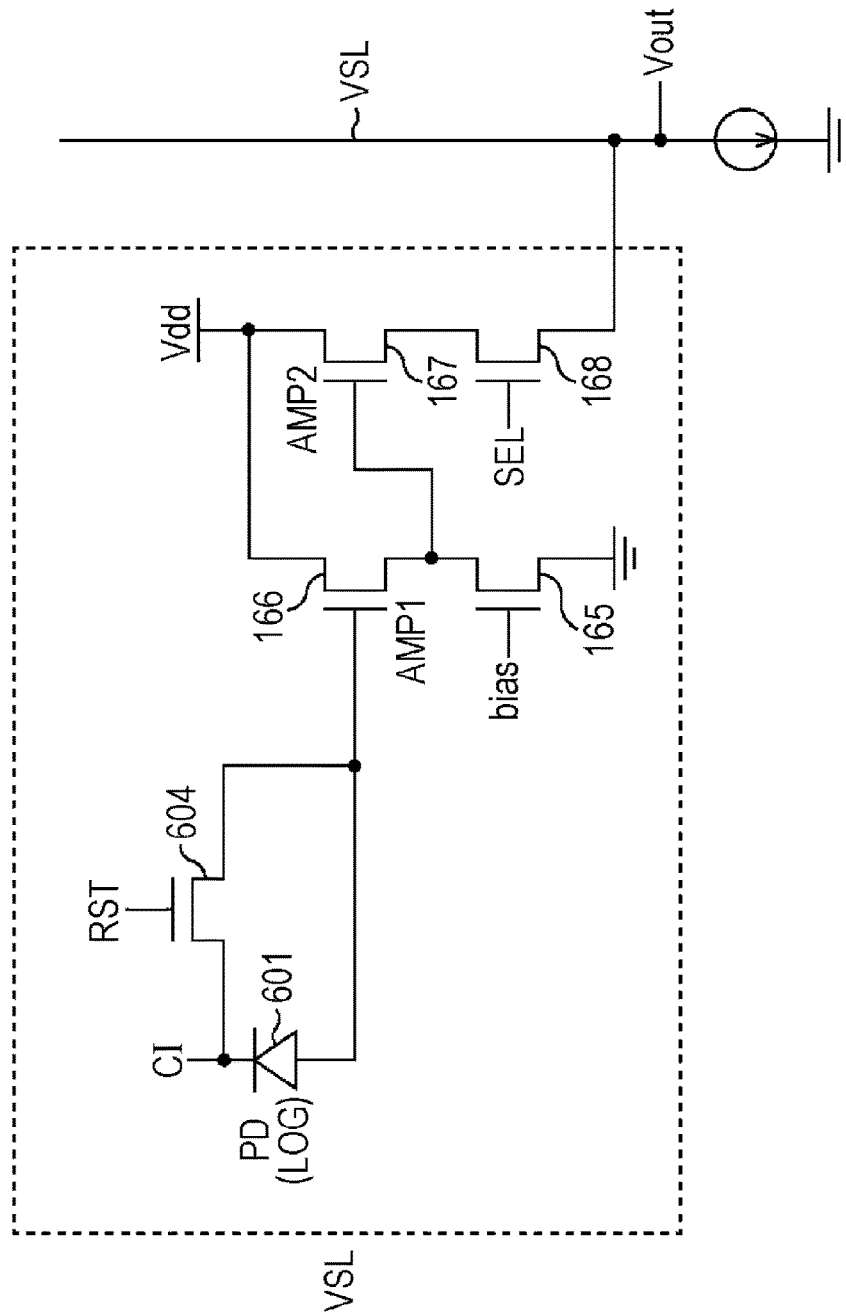 VSL
Vdd
RST
604
CI
601
PD
(LOG)
166
AMP1
AMP2
167
bias
165
SEL
168
VSL
Vout